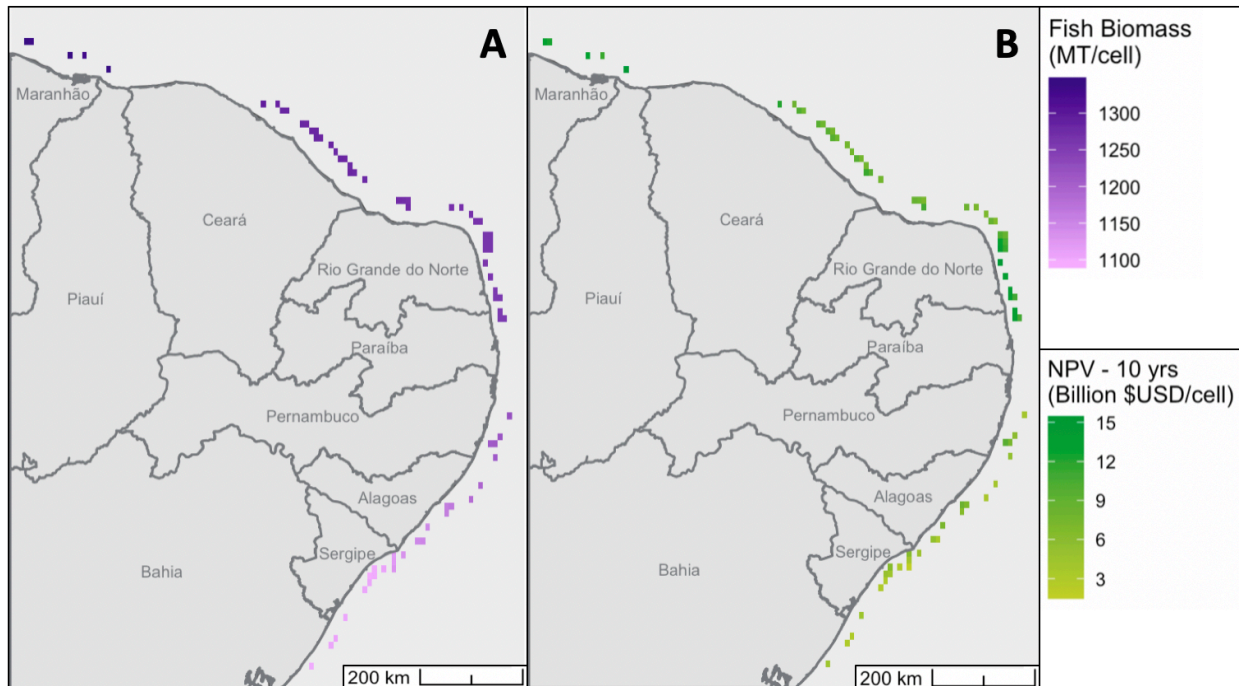 A
Maranhão
Ceará
Piauí
Rio Grande do Norte
Paraíba
Pernambuco
Alagoas
Sergipe
Bahia
200 km
B
Maranhão
Ceará
Piauí
Rio Grande do Norte
Paraíba
Pernambuco
Alagoas
Sergipe
Bahia
200 km
Fish Biomass
(MT/cell)
1300
1250
1200
1150
1100
NPV - 10 yrs
(Billion $USD/cell)
15
12
9
6
3